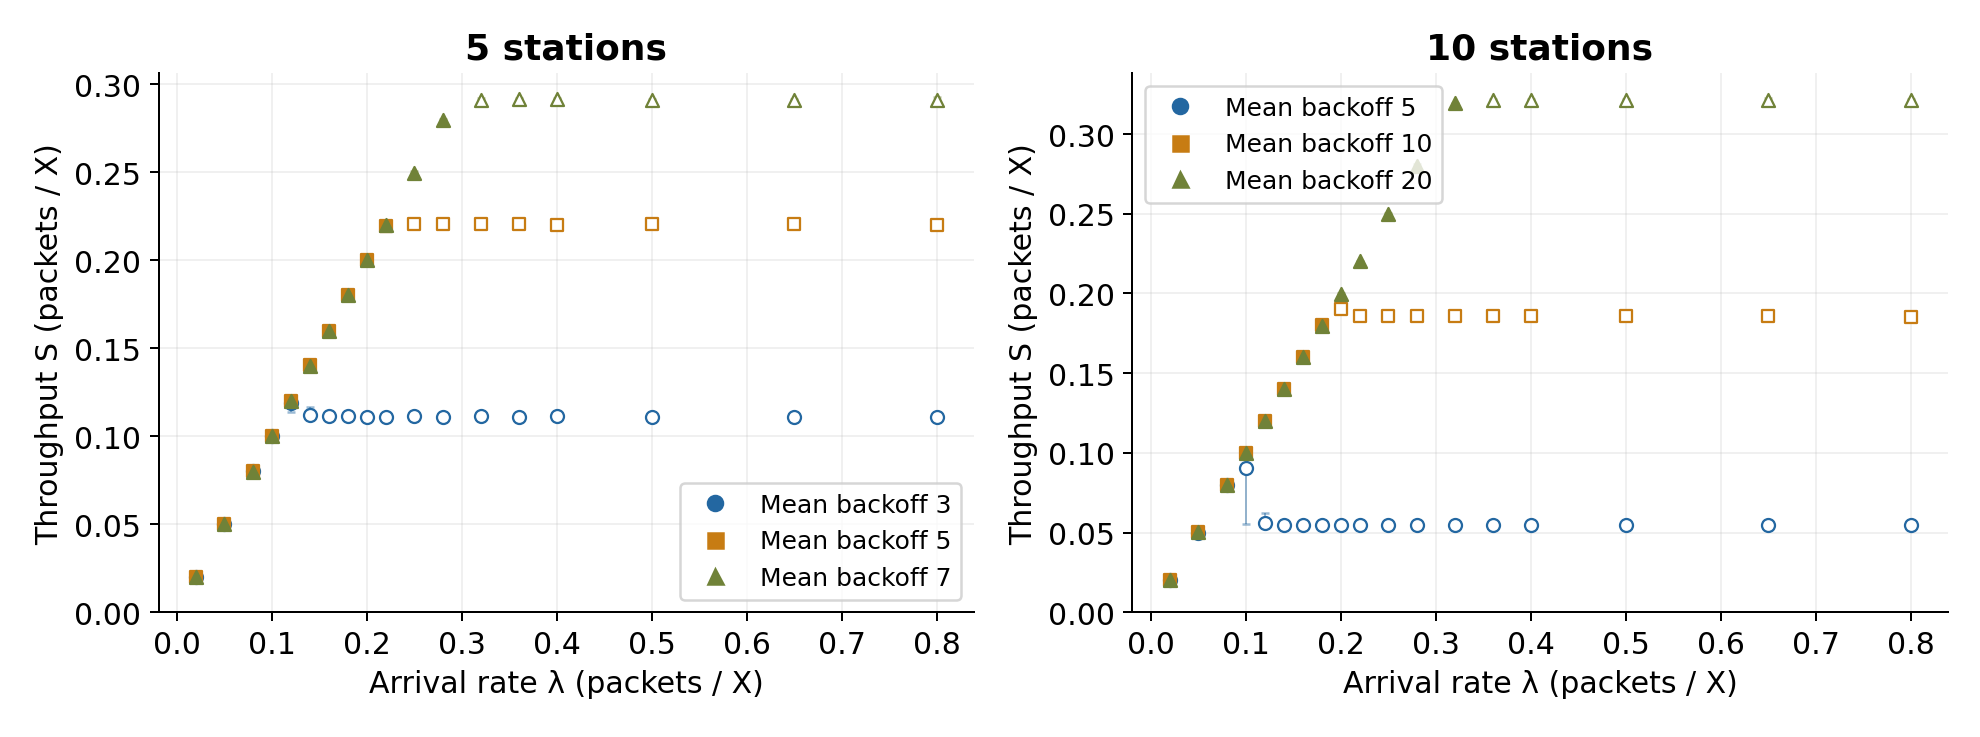 5 stations
Throughput S (packets / X)
0.30
0.25
0.20
0.15
0.10
0.05
0.00
0.0 0.1 0.2 0.3 0.4 0.5 0.6 0.7 0.8
Arrival rate λ (packets / X)
Mean backoff 3
Mean backoff 5
Mean backoff 7
10 stations
Throughput S (packets / X)
0.30
0.25
0.20
0.15
0.10
0.05
0.00
0.0 0.1 0.2 0.3 0.4 0.5 0.6 0.7 0.8
Arrival rate λ (packets / X)
Mean backoff 5
Mean backoff 10
Mean backoff 20